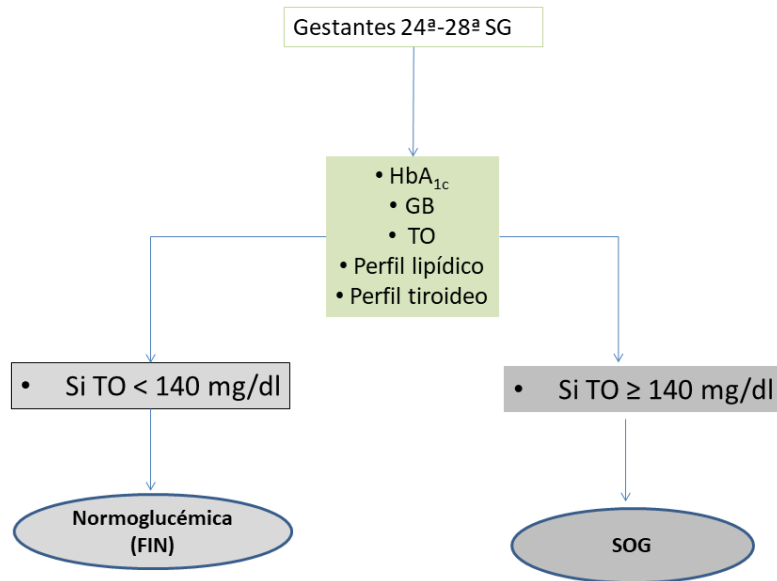 Gestantes 24ª-28ª SG
• HbA1c
• GB
• TO
• Perfil lipídico
• Perfil tiroideo
• Si TO < 140 mg/dl
• Si TO ≥ 140 mg/dl
Normoglucémica
(FIN)
SOG